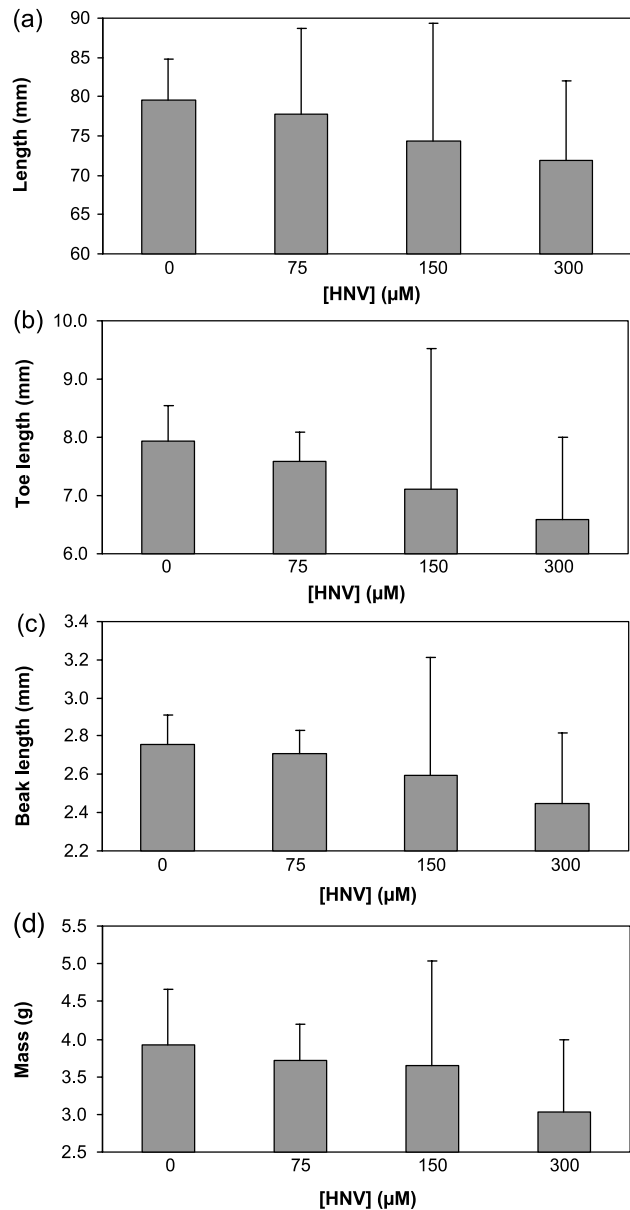 (a)
Length (mm)
90
85
80
75
70
65
60
0 75 150 300
[HNV] (µM)
(b)
Toe length (mm)
10.0
9.0
8.0
7.0
6.0
0 75 150 300
[HNV] (µM)
(c)
Beak length (mm)
3.4
3.2
3.0
2.8
2.6
2.4
2.2
0 75 150 300
[HNV] (µM)
(d)
Mass (g)
5.5
5.0
4.5
4.0
3.5
3.0
2.5
0 75 150 300
[HNV] (µM)